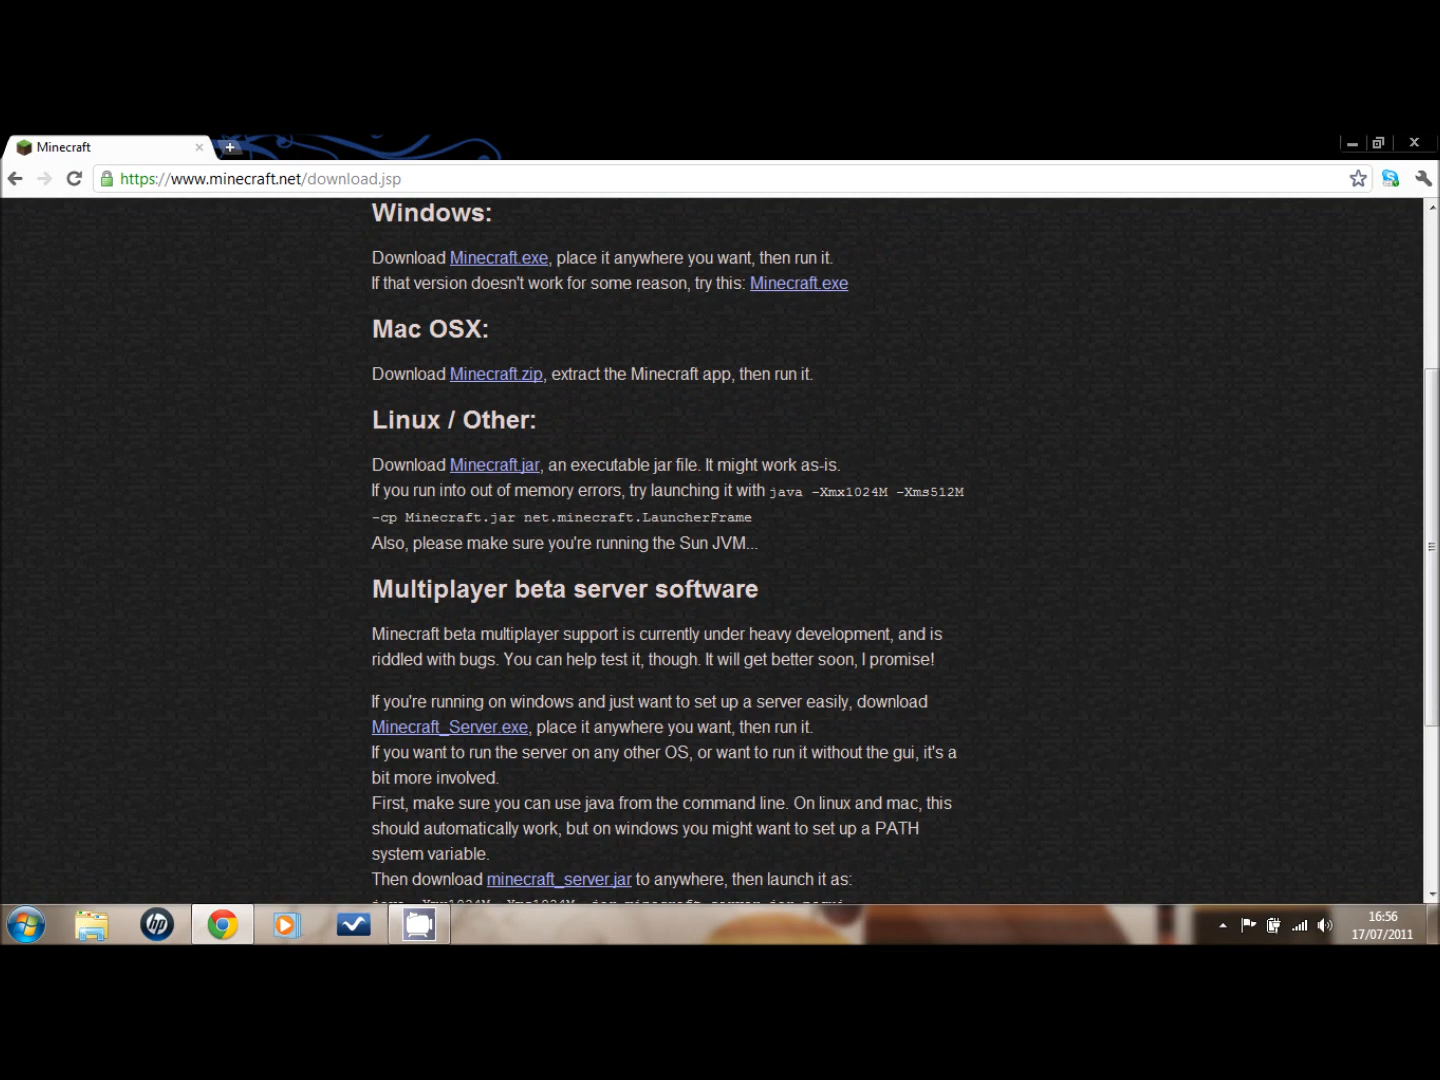 Minecraft
https://www.minecraft.net/download.jsp
Windows:
Download Minecraft.exe, place it anywhere you want, then run it.
If that version doesn't work for some reason, try this: Minecraft.exe
Mac OSX:
Download Minecraft.zip, extract the Minecraft app, then run it.
Linux / Other:
Download Minecraft.jar, an executable jar file. It might work as-is.
If you run into out of memory errors, try launching it with java -Xmx1024M -Xms512M
-cp Minecraft.jar net.minecraft.LauncherFrame
Also, please make sure you're running the Sun JVM...
Multiplayer beta server software
Minecraft beta multiplayer support is currently under heavy development, and is
riddled with bugs. You can help test it, though. It will get better soon, I promise!
If you're running on windows and just want to set up a server easily, download
Minecraft_Server.exe, place it anywhere you want, then run it.
If you want to run the server on any other OS, or want to run it without the gui, it's a
bit more involved.
First, make sure you can use java from the command line. On linux and mac, this
should automatically work, but on windows you might want to set up a PATH
system variable.
Then download minecraft_server.jar to anywhere, then launch it as:
hp
16:56
17/07/2011